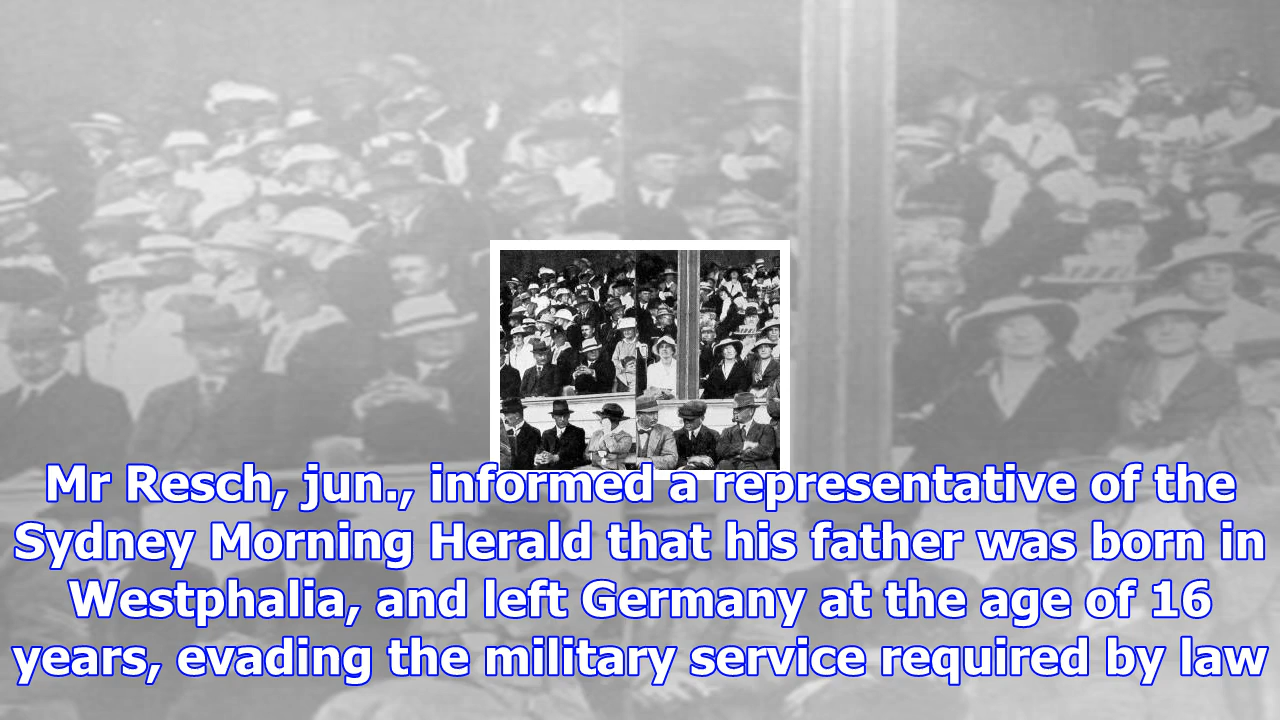 Mr Resch, jun., informed a representative of the
Sydney Morning Herald that his father was born in
Westphalia, and left Germany at the age of 16
years, evading the military service required by law